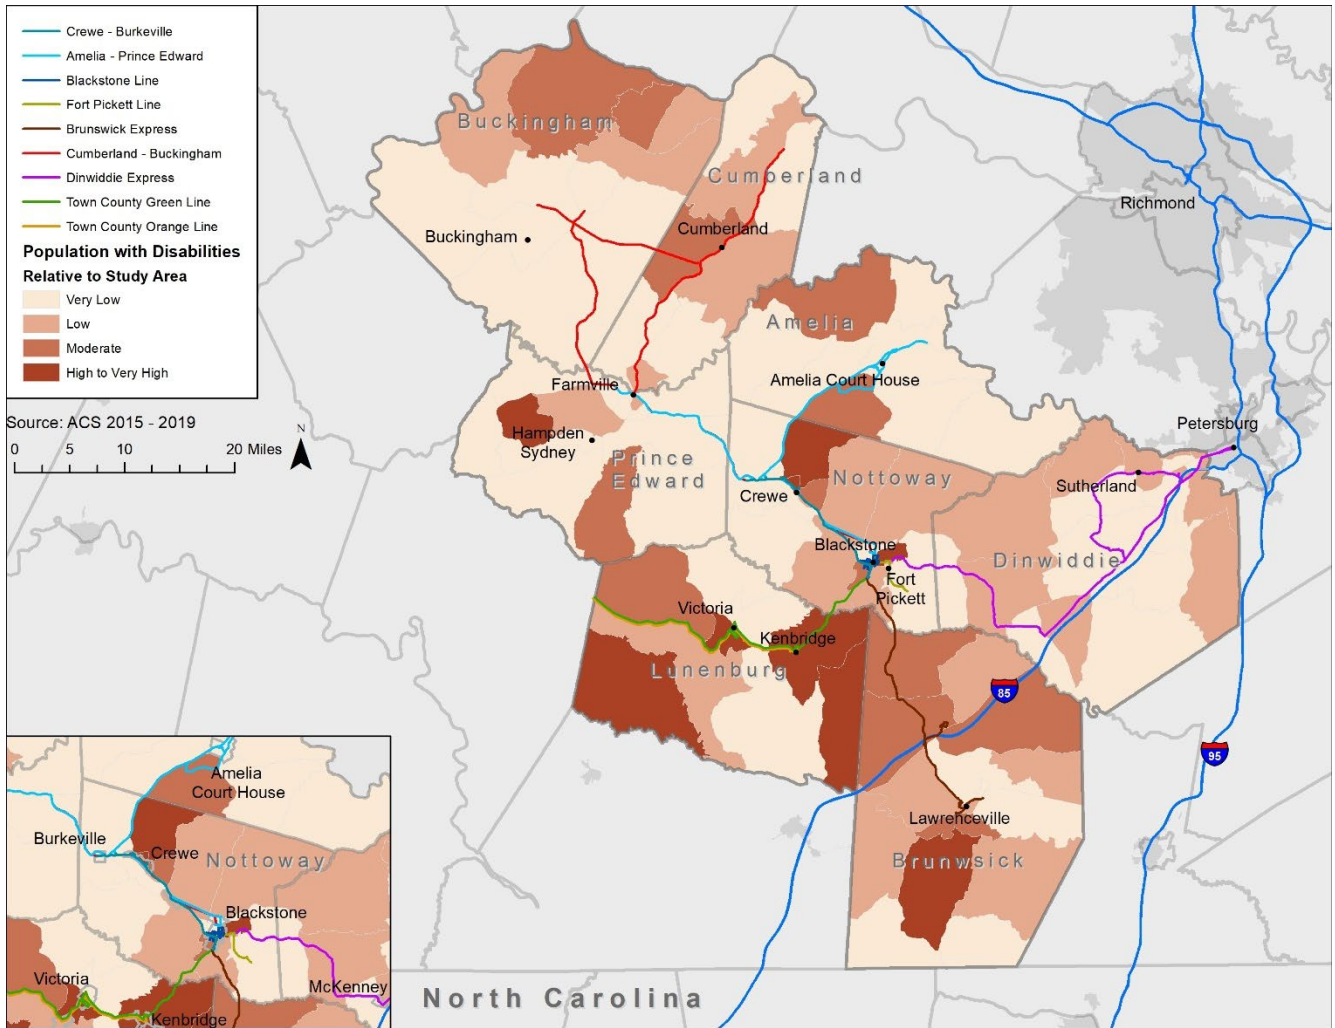 Crewe - Burkeville
Amelia - Prince Edward
Blackstone Line
Fort Pickett Line
Brunswick Express
Cumberland - Buckingham
Dinwiddie Express
Town County Green Line
Town County Orange Line
Population with Disabilities
Relative to Study Area
Very Low
Low
Moderate
High to Very High
Source: ACS 2015 - 2019
N
0 5 10 20 Miles
Buckingham
Cumberland
Richmond
Cumberland
Buckingham
Amelia
Amelia Court House
Farmville
Petersburg
Hampden
Sydney
Prince
Edward
Nottoway
Sutherland
Crewe
Blackstone
Dinwiddie
Fort
Pickett
Victoria
Kenbridge
Lunenburg
85
95
Lawrenceville
Brunwsick
North Carolina
Amelia
Court House
Burkeville
Crewe
Nottoway
Blackstone
Victoria
McKenney
Kenbridge